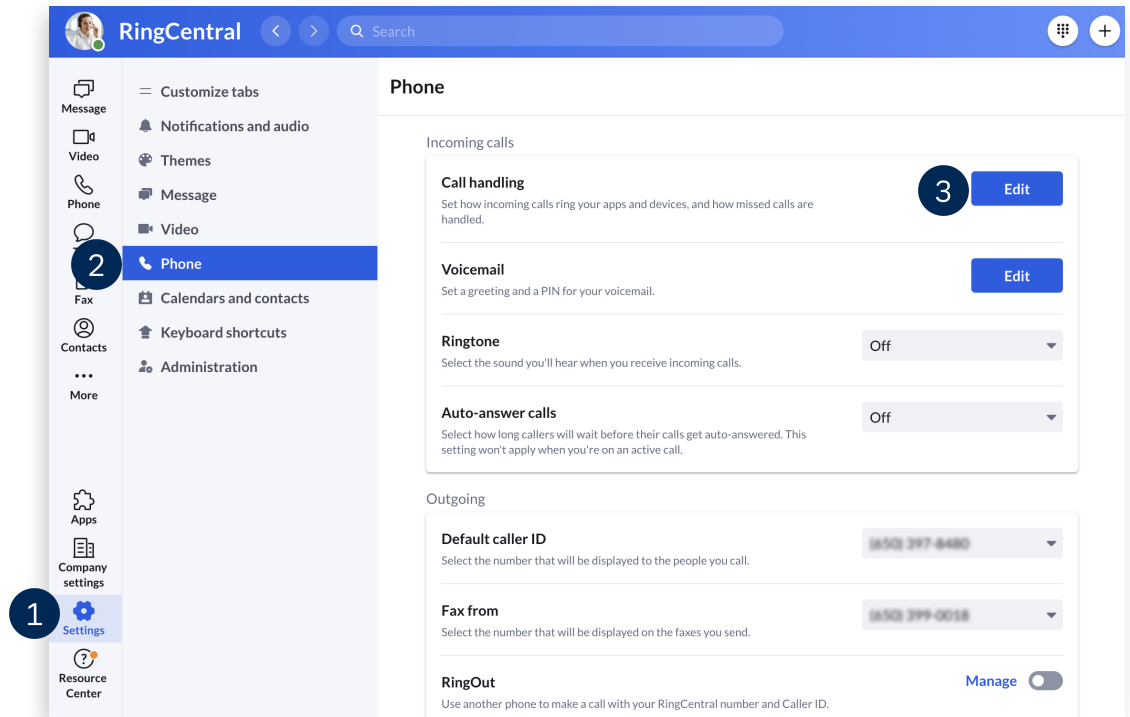 RingCentral
Search
Message
Video
Phone
Fax
Contacts
More
Apps
Company
settings
1
Settings
Resource
Center
Customize tabs
Notifications and audio
Themes
Message
Video
2
Phone
Calendars and contacts
Keyboard shortcuts
Administration
Phone
Incoming calls
Call handling
Set how incoming calls ring your apps and devices, and how missed calls are
handled.
3
Edit
Voicemail
Set a greeting and a PIN for your voicemail.
Edit
Ringtone
Select the sound you'll hear when you receive incoming calls.
Off
Auto-answer calls
Select how long callers will wait before their calls get auto-answered. This
setting won't apply when you're on an active call.
Off
Outgoing
Default caller ID
Select the number that will be displayed to the people you call.
Fax from
Select the number that will be displayed on the faxes you send.
RingOut
Use another phone to make a call with your RingCentral number and Caller ID.
Manage